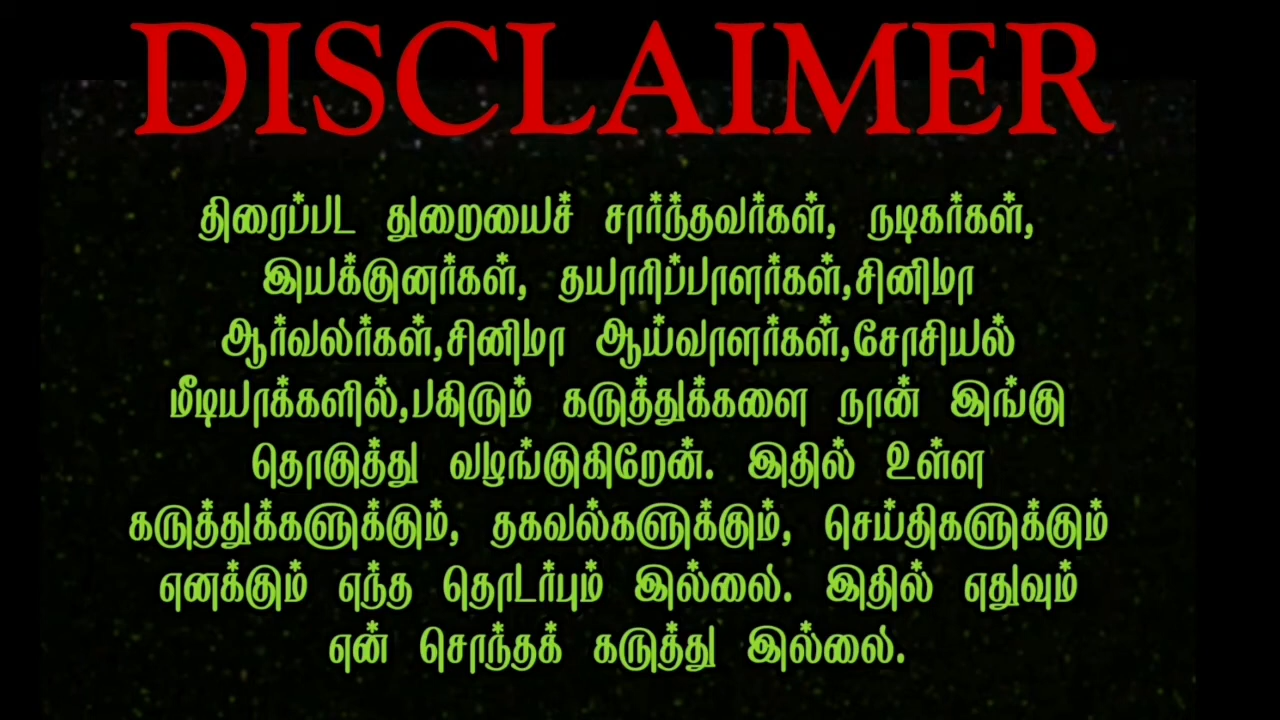 DISCLAIMER
திரைப்பட துறையைச் சார்ந்தவர்கள், நடிகர்கள்,
இயக்குனர்கள், தயாரிப்பாளர்கள்,சினிமா
ஆர்வலர்கள்,சினிமா ஆய்வாளர்கள்,சோசியல்
மீடியாக்களில்,பகிரும் கருத்துக்களை நான் இங்கு
தொகுத்து வழங்குகிறேன். இதில் உள்ள
கருத்துக்களுக்கும், தகவல்களுக்கும், செய்திகளுக்கும்
எனக்கும் எந்த தொடர்பும் இல்லை. இதில் எதுவும்
என் சொந்தக் கருத்து இல்லை.